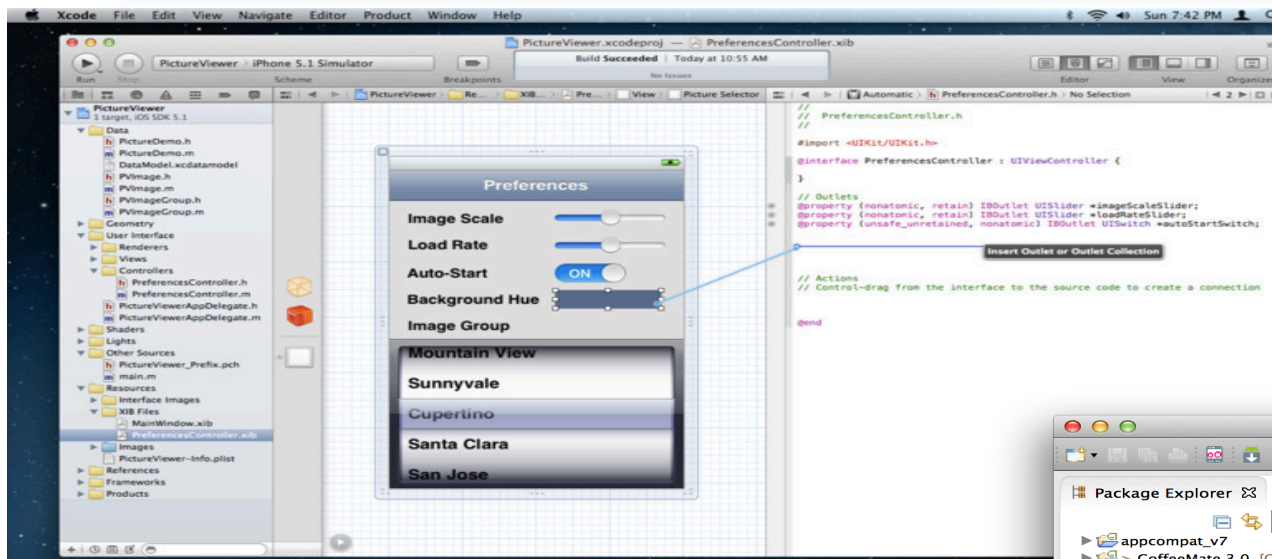 Xcode File Edit View Navigate Editor Product Window Help
Sun 7:42 PM
PictureViewer.xcodeproj — PreferencesController.xib
PictureViewer iPhone 5.1 Simulator
Build Succeeded | Today at 10:55 AM
No Issues
Run Stop Scheme Breakpoints Editor View Organizer
PictureViewer Re... XIB... Pre... View Picture Selector
Automatic PreferencesController.h No Selection
2
PictureViewer
1 target, iOS SDK 5.1
Data
PictureDemo.h
PictureDemo.m
DataModel.xcdatamodel
PVImage.h
PVImage.m
PVImageGroup.h
PVImageGroup.m
Geometry
User Interface
Renderers
Views
Controllers
PreferencesController.h
PreferencesController.m
PictureViewerAppDelegate.h
PictureViewerAppDelegate.m
Shaders
Lights
Other Sources
PictureViewer_Prefix.pch
main.m
Resources
Interface Images
XIB Files
MainWindow.xib
PreferencesController.xib
Images
PictureViewer-Info.plist
References
Frameworks
Products
Preferences
Image Scale
Load Rate
Auto-Start ON
Background Hue
Image Group
Mountain View
Sunnyvale
Cupertino
Santa Clara
San Jose
//
// PreferencesController.h
//
#import <UIKit/UIKit.h>
@interface PreferencesController : UIViewController {
}
// Outlets
@property (nonatomic, retain) IBOutlet UISlider *imageScaleSlider;
@property (nonatomic, retain) IBOutlet UISlider *loadRateSlider;
@property (unsafe_unretained, nonatomic) IBOutlet UISwitch *autoStartSwitch;
Insert Outlet or Outlet Collection
// Actions
// Control-drag from the interface to the source code to create a connection
@end
Package Explorer
appcompat_v7